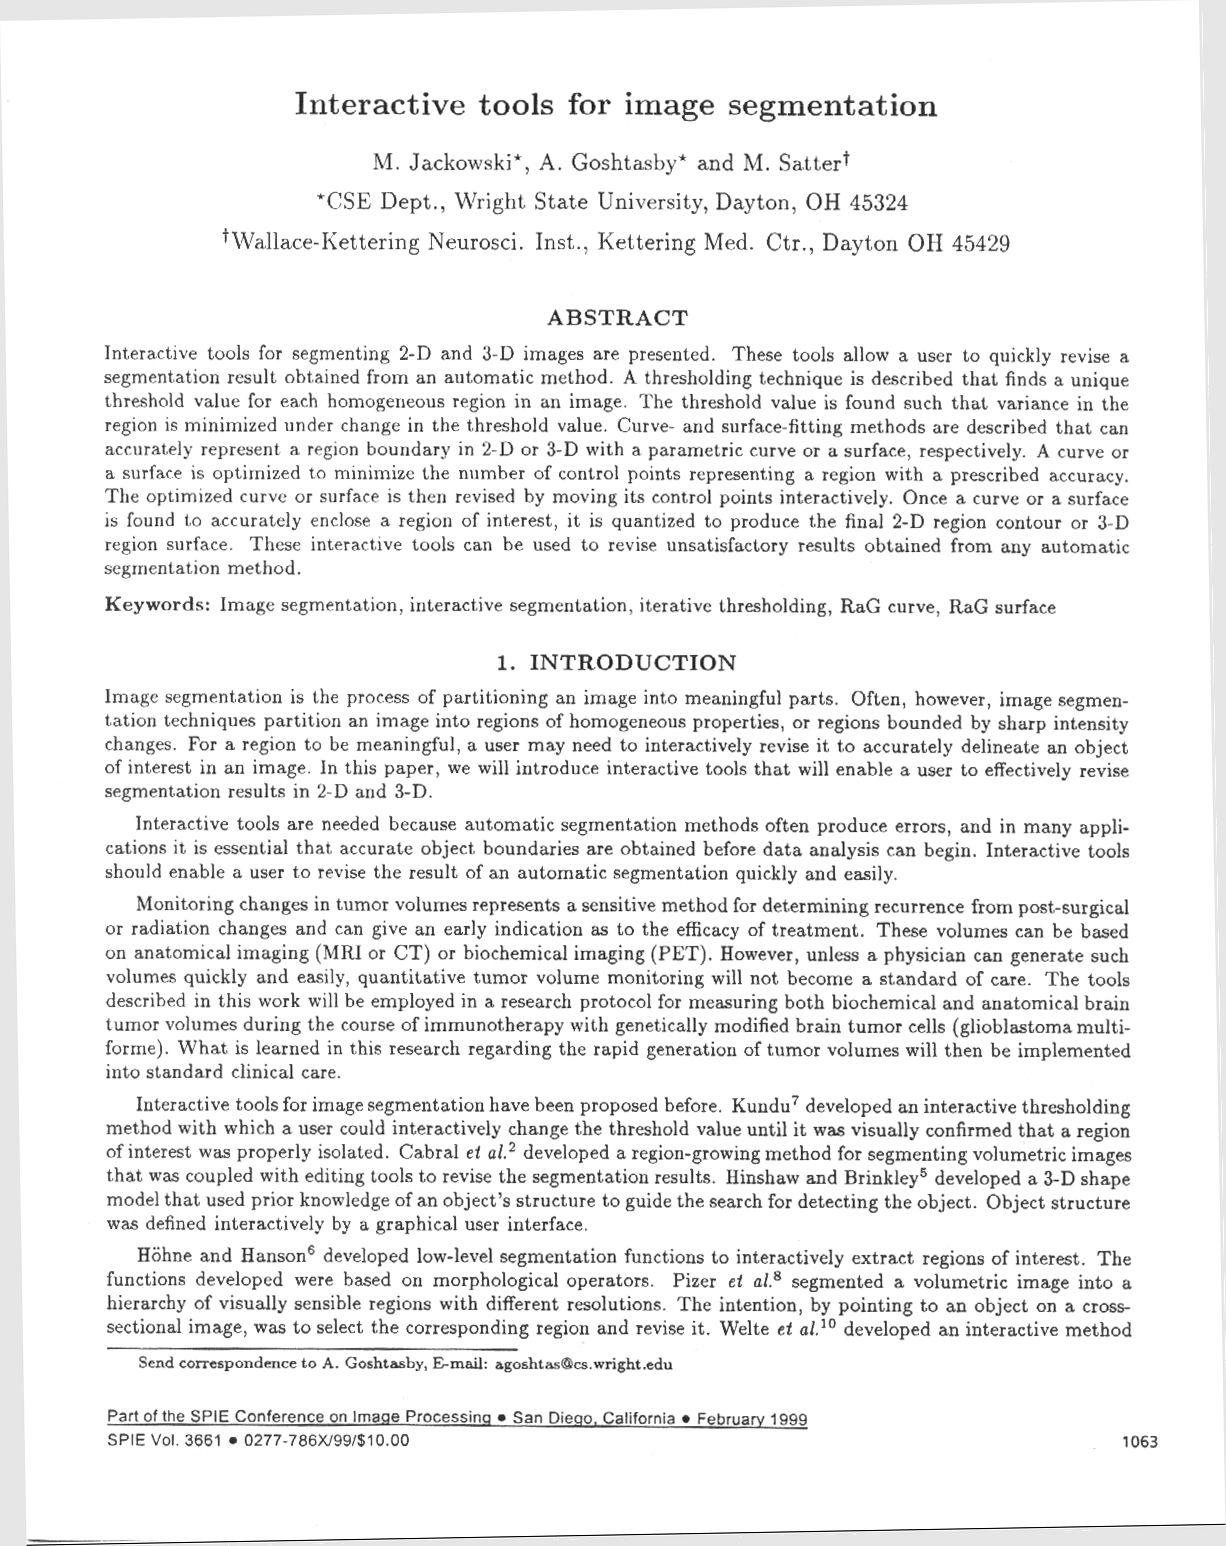 Interactive tools for image segmentation
M. Jackowski*, A. Goshtasby* and M. Satter†
*CSE Dept., Wright State University, Dayton, OH 45324
†Wallace-Kettering Neurosci. Inst., Kettering Med. Ctr., Dayton OH 45429
ABSTRACT
Interactive tools for segmenting 2-D and 3-D images are presented. These tools allow a user to quickly revise a
segmentation result obtained from an automatic method. A thresholding technique is described that finds a unique
threshold value for each homogeneous region in an image. The threshold value is found such that variance in the
region is minimized under change in the threshold value. Curve- and surface-fitting methods are described that can
accurately represent a region boundary in 2-D or 3-D with a parametric curve or a surface, respectively. A curve or
a surface is optimized to minimize the number of control points representing a region with a prescribed accuracy.
The optimized curve or surface is then revised by moving its control points interactively. Once a curve or a surface
is found to accurately enclose a region of interest, it is quantized to produce the final 2-D region contour or 3-D
region surface. These interactive tools can be used to revise unsatisfactory results obtained from any automatic
segmentation method.
Keywords: Image segmentation, interactive segmentation, iterative thresholding, RaG curve, RaG surface
1. INTRODUCTION
Image segmentation is the process of partitioning an image into meaningful parts. Often, however, image segmen-
tation techniques partition an image into regions of homogeneous properties, or regions bounded by sharp intensity
changes. For a region to be meaningful, a user may need to interactively revise it to accurately delineate an object
of interest in an image. In this paper, we will introduce interactive tools that will enable a user to effectively revise
segmentation results in 2-D and 3-D.
Interactive tools are needed because automatic segmentation methods often produce errors, and in many appli-
cations it is essential that accurate object boundaries are obtained before data analysis can begin. Interactive tools
should enable a user to revise the result of an automatic segmentation quickly and easily.
Monitoring changes in tumor volumes represents a sensitive method for determining recurrence from post-surgical
or radiation changes and can give an early indication as to the efficacy of treatment. These volumes can be based
on anatomical imaging (MRI or CT) or biochemical imaging (PET). However, unless a physician can generate such
volumes quickly and easily, quantitative tumor volume monitoring will not become a standard of care. The tools
described in this work will be employed in a research protocol for measuring both biochemical and anatomical brain
tumor volumes during the course of immunotherapy with genetically modified brain tumor cells (glioblastoma multi-
forme). What is learned in this research regarding the rapid generation of tumor volumes will then be implemented
into standard clinical care.
Interactive tools for image segmentation have been proposed before. Kundu⁷ developed an interactive thresholding
method with which a user could interactively change the threshold value until it was visually confirmed that a region
of interest was properly isolated. Cabral et al.² developed a region-growing method for segmenting volumetric images
that was coupled with editing tools to revise the segmentation results. Hinshaw and Brinkley⁵ developed a 3-D shape
model that used prior knowledge of an object's structure to guide the search for detecting the object. Object structure
was defined interactively by a graphical user interface.
Höhne and Hanson⁶ developed low-level segmentation functions to interactively extract regions of interest. The
functions developed were based on morphological operators. Pizer et al.⁸ segmented a volumetric image into a
hierarchy of visually sensible regions with different resolutions. The intention, by pointing to an object on a cross-
sectional image, was to select the corresponding region and revise it. Welte et al.¹⁰ developed an interactive method
Send correspondence to A. Goshtasby, E-mail: agoshtas@cs.wright.edu
Part of the SPIE Conference on Image Processing • San Diego, California • February 1999
SPIE Vol. 3661 • 0277-786X/99/$10.00
1063